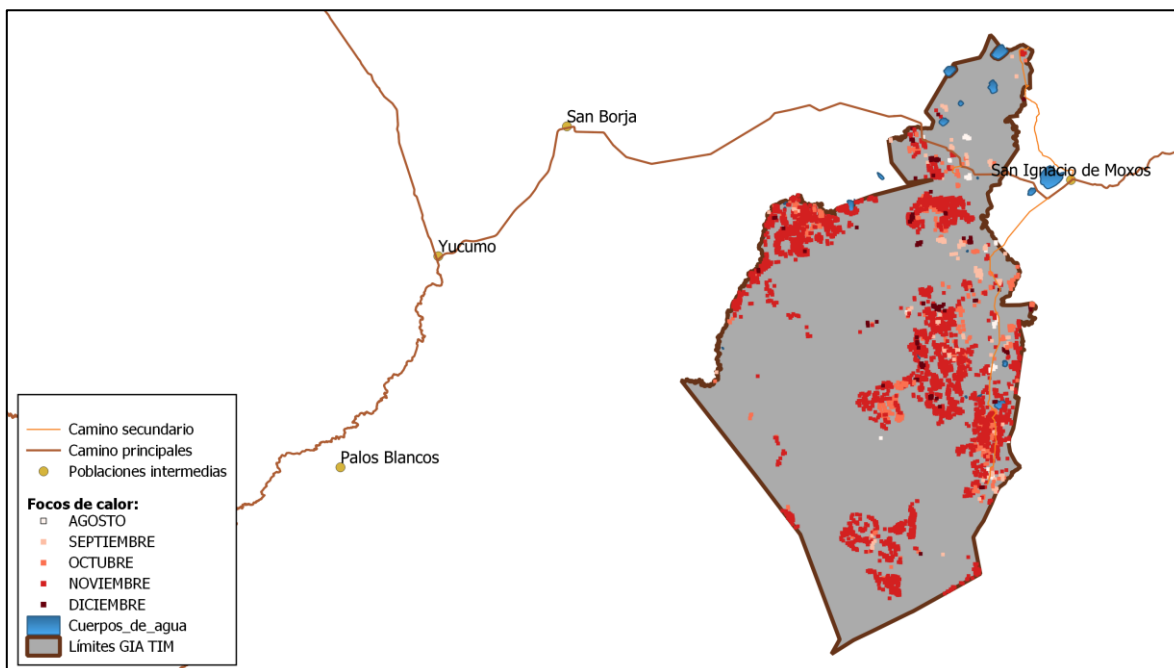 San Borja
San Ignacio de Moxos
Yucumo
Palos Blancos
Camino secundario
Camino principales
Poblaciones intermedias
Focos de calor:
AGOSTO
SEPTIEMBRE
OCTUBRE
NOVIEMBRE
DICIEMBRE
Cuerpos_de_agua
Límites GIA TIM